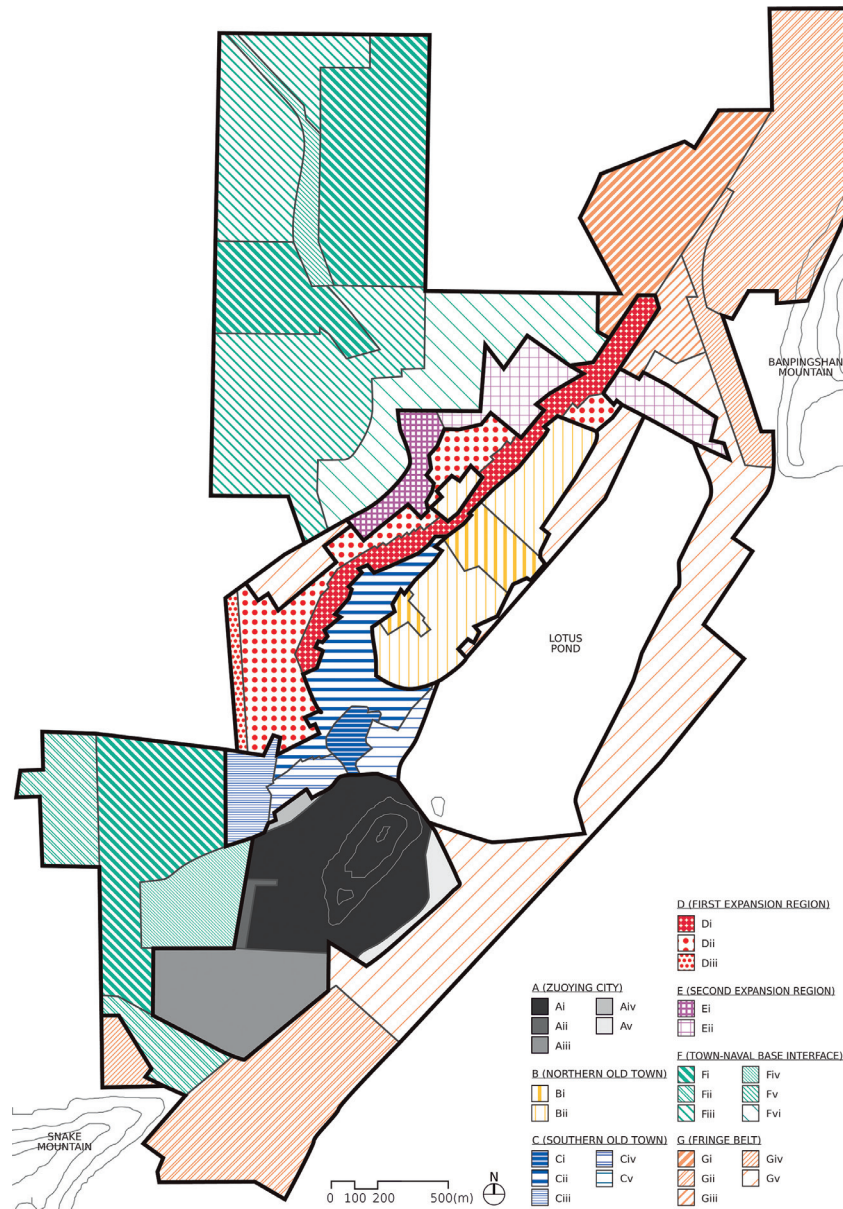 BANPINGSHAN
MOUNTAIN
LOTUS
POND
SNAKE
MOUNTAIN
0 100 200 500(m)
N
A (ZUOYING CITY)
Ai
Aii
Aiii
Aiv
Av
B (NORTHERN OLD TOWN)
Bi
Bii
C (SOUTHERN OLD TOWN)
Ci
Cii
Ciii
Civ
Cv
D (FIRST EXPANSION REGION)
Di
Dii
Diii
E (SECOND EXPANSION REGION)
Ei
Eii
F (TOWN-NAVAL BASE INTERFACE)
Fi
Fii
Fiii
Fiv
Fv
Fvi
G (FRINGE BELT)
Gi
Gii
Giii
Giv
Gv